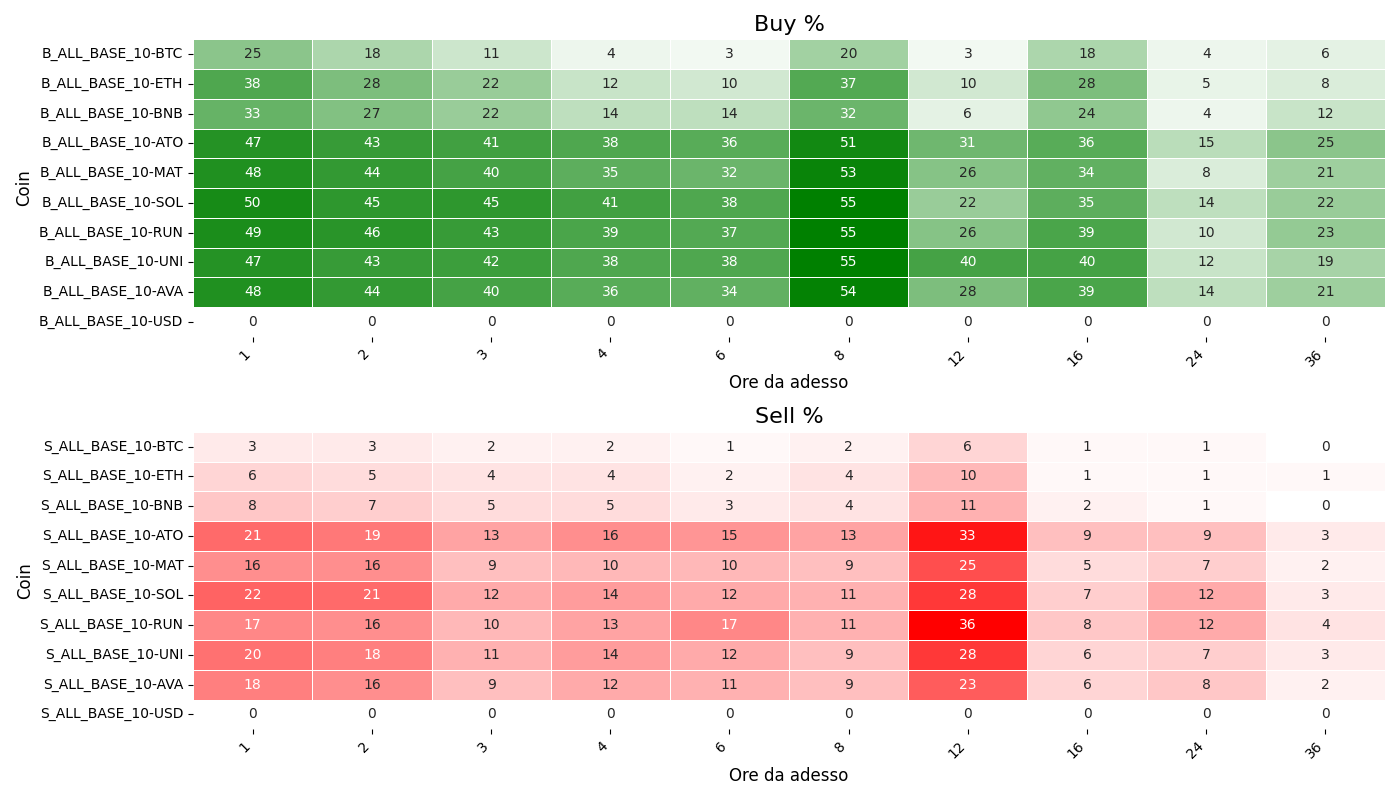 Buy %
B_ALL_BASE_10-BTC 25 18 11 4 3 20 3 18 4 6
B_ALL_BASE_10-ETH 38 28 22 12 10 37 10 28 5 8
B_ALL_BASE_10-BNB 33 27 22 14 14 32 6 24 4 12
B_ALL_BASE_10-ATO 47 43 41 38 36 51 31 36 15 25
B_ALL_BASE_10-MAT 48 44 40 35 32 53 26 34 8 21
Coin
B_ALL_BASE_10-SOL 50 45 45 41 38 55 22 35 14 22
B_ALL_BASE_10-RUN 49 46 43 39 37 55 26 39 10 23
B_ALL_BASE_10-UNI 47 43 42 38 38 55 40 40 12 19
B_ALL_BASE_10-AVA 48 44 40 36 34 54 28 39 14 21
B_ALL_BASE_10-USD 0 0 0 0 0 0 0 0 0 0
1 2 3 4 6 8 12 16 24 36
Ore da adesso
Sell %
S_ALL_BASE_10-BTC 3 3 2 2 1 2 6 1 1 0
S_ALL_BASE_10-ETH 6 5 4 4 2 4 10 1 1 1
S_ALL_BASE_10-BNB 8 7 5 5 3 4 11 2 1 0
S_ALL_BASE_10-ATO 21 19 13 16 15 13 33 9 9 3
S_ALL_BASE_10-MAT 16 16 9 10 10 9 25 5 7 2
Coin
S_ALL_BASE_10-SOL 22 21 12 14 12 11 28 7 12 3
S_ALL_BASE_10-RUN 17 16 10 13 17 11 36 8 12 4
S_ALL_BASE_10-UNI 20 18 11 14 12 9 28 6 7 3
S_ALL_BASE_10-AVA 18 16 9 12 11 9 23 6 8 2
S_ALL_BASE_10-USD 0 0 0 0 0 0 0 0 0 0
1 2 3 4 6 8 12 16 24 36
Ore da adesso